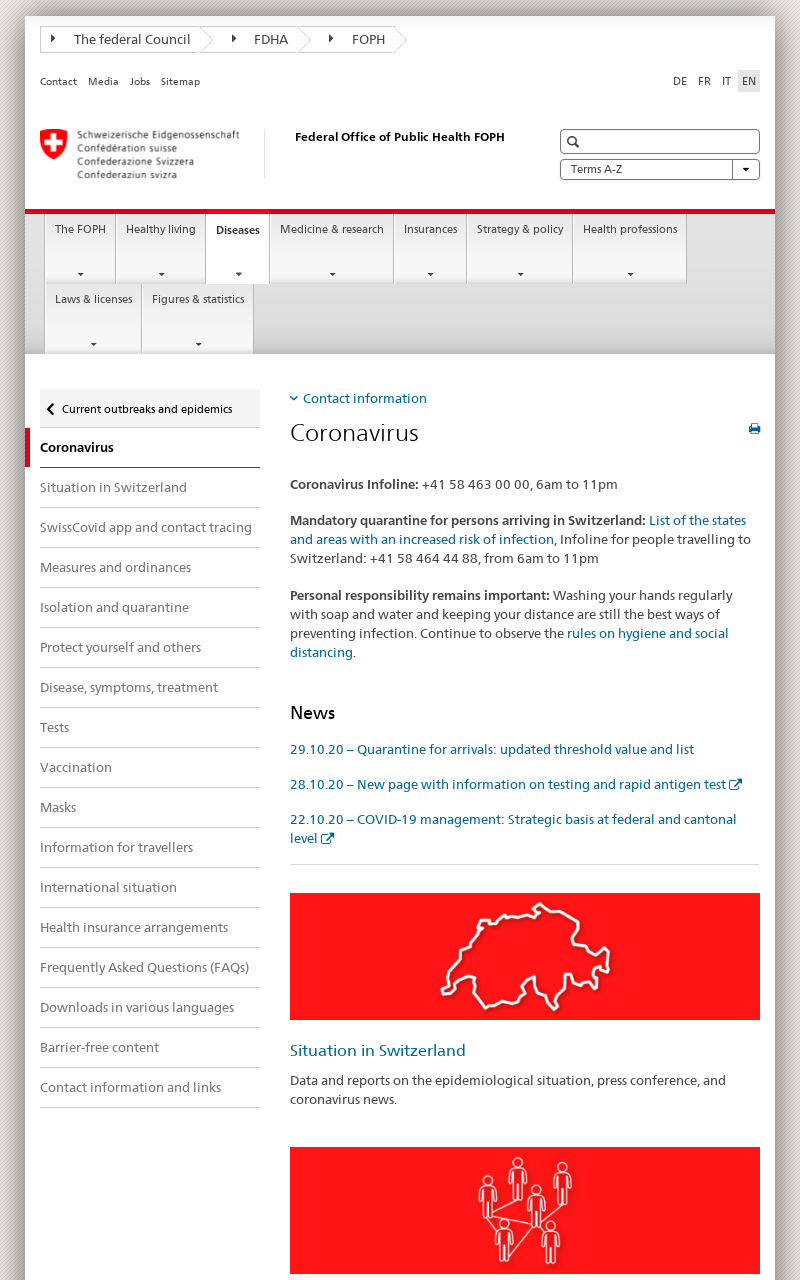 The federal Council
FDHA
FOPH
Contact
Media
Jobs
Sitemap
DE
FR
IT
EN
Schweizerische Eidgenossenschaft
Confédération suisse
Confederazione Svizzera
Confederaziun svizra
Federal Office of Public Health FOPH
Terms A-Z
The FOPH
Healthy living
Diseases
Medicine & research
Insurances
Strategy & policy
Health professions
Laws & licenses
Figures & statistics
Current outbreaks and epidemics
Coronavirus
Situation in Switzerland
SwissCovid app and contact tracing
Measures and ordinances
Isolation and quarantine
Protect yourself and others
Disease, symptoms, treatment
Tests
Vaccination
Masks
Information for travellers
International situation
Health insurance arrangements
Frequently Asked Questions (FAQs)
Downloads in various languages
Barrier-free content
Contact information and links
Contact information
Coronavirus
Coronavirus Infoline: +41 58 463 00 00, 6am to 11pm
Mandatory quarantine for persons arriving in Switzerland: List of the states
and areas with an increased risk of infection, Infoline for people travelling to
Switzerland: +41 58 464 44 88, from 6am to 11pm
Personal responsibility remains important: Washing your hands regularly
with soap and water and keeping your distance are still the best ways of
preventing infection. Continue to observe the rules on hygiene and social
distancing.
News
29.10.20 – Quarantine for arrivals: updated threshold value and list
28.10.20 – New page with information on testing and rapid antigen test
22.10.20 – COVID-19 management: Strategic basis at federal and cantonal
level
Situation in Switzerland
Data and reports on the epidemiological situation, press conference, and
coronavirus news.